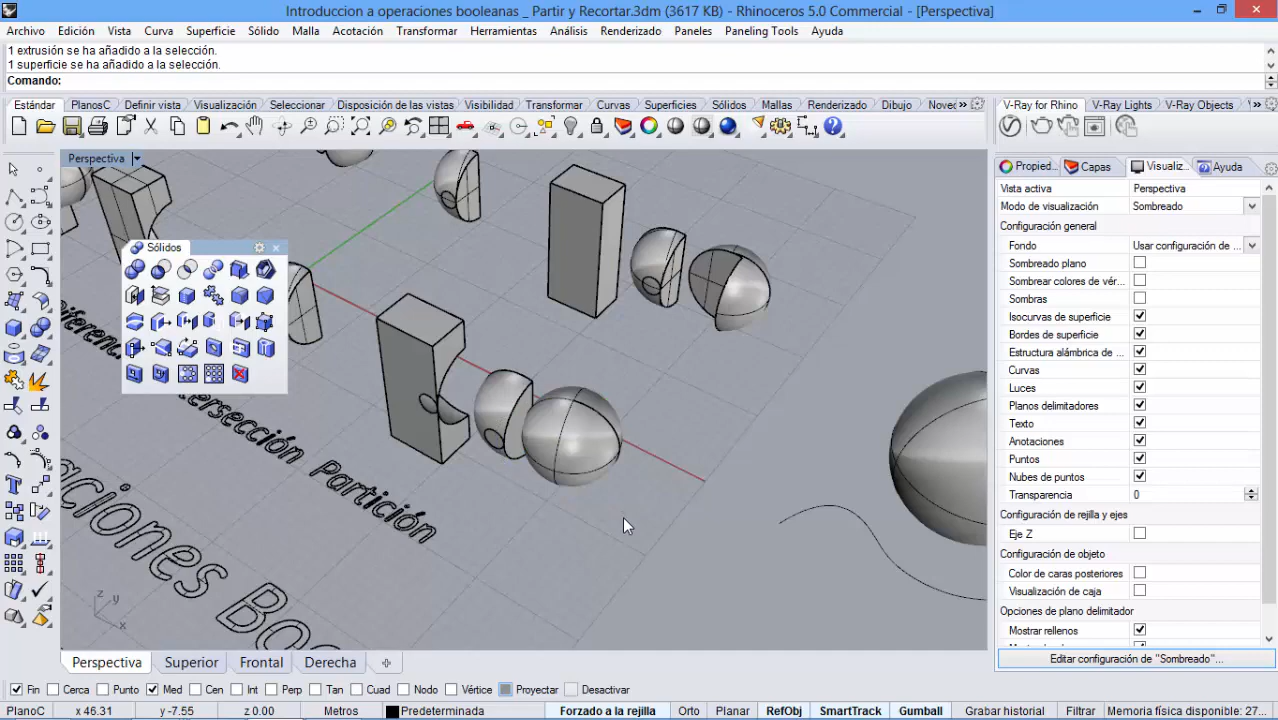 Introduccion a operaciones booleanas _ Partir y Recortar.3dm (3617 KB) - Rhinoceros 5.0 Commercial - [Perspectiva]
Archivo Edición Vista Curva Superficie Sólido Malla Acotación Transformar Herramientas Análisis Renderizado Paneles Paneling Tools Ayuda
1 extrusión se ha añadido a la selección.
1 superficie se ha añadido a la selección.
Comando:
Estándar PlanosC Definir vista Visualización Seleccionar Disposición de las vistas Visibilidad Transformar Curvas Superficies Sólidos Mallas Renderizado Dibujo Noved
V-Ray for Rhino V-Ray Lights V-Ray Objects
Perspectiva
Propied... Capas Visualiz... Ayuda
Vista activa Perspectiva
Modo de visualización Sombreado
Configuración general
Fondo Usar configuración de ...
Sombreado plano
Sombrear colores de vér...
Sombras
Isocurvas de superficie
Bordes de superficie
Estructura alámbrica de ...
Curvas
Luces
Planos delimitadores
Texto
Anotaciones
Puntos
Nubes de puntos
Transparencia 0
Configuración de rejilla y ejes
Eje Z
Configuración de objeto
Color de caras posteriores
Visualización de caja
Opciones de plano delimitador
Mostrar rellenos
Editar configuración de "Sombreado"...
Sólidos
Partición
z
y
x
Perspectiva Superior Frontal Derecha
Fin Cerca Punto Med Cen Int Perp Tan Cuad Nodo Vértice Proyectar Desactivar
PlanoC x 46.31 y -7.55 z 0.00 Metros Predeterminada Forzado a la rejilla Orto Planar RefObj SmartTrack Gumball Grabar historial Filtrar Memoria física disponible: 27...